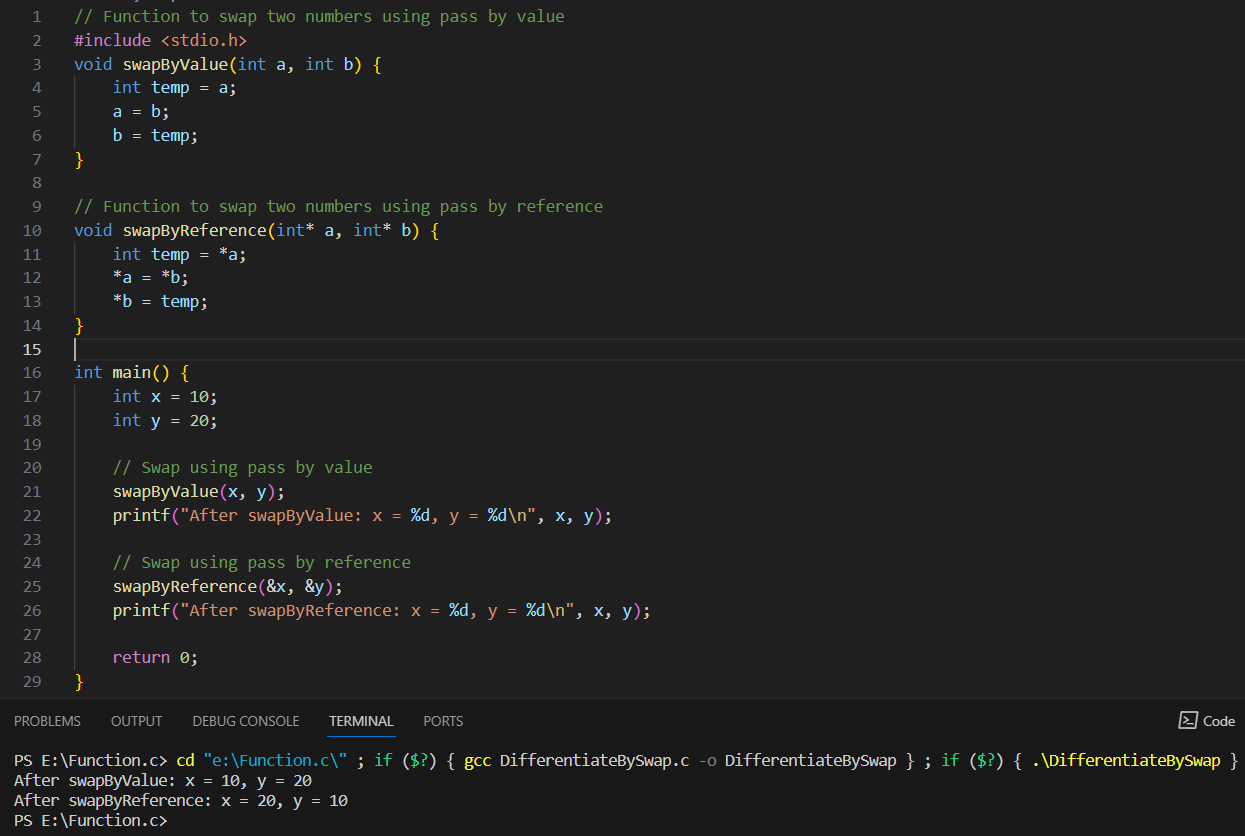 1 // Function to swap two numbers using pass by value
2 #include <stdio.h>
3 void swapByValue(int a, int b) {
4     int temp = a;
5     a = b;
6     b = temp;
7 }
8
9 // Function to swap two numbers using pass by reference
10 void swapByReference(int* a, int* b) {
11     int temp = *a;
12     *a = *b;
13     *b = temp;
14 }
15
16 int main() {
17     int x = 10;
18     int y = 20;
19
20     // Swap using pass by value
21     swapByValue(x, y);
22     printf("After swapByValue: x = %d, y = %d\n", x, y);
23
24     // Swap using pass by reference
25     swapByReference(&x, &y);
26     printf("After swapByReference: x = %d, y = %d\n", x, y);
27
28     return 0;
29 }
PROBLEMS OUTPUT DEBUG CONSOLE TERMINAL PORTS Code
PS E:\Function.c> cd "e:\Function.c\" ; if ($?) { gcc DifferentiateBySwap.c -o DifferentiateBySwap } ; if ($?) { .\DifferentiateBySwap }
After swapByValue: x = 10, y = 20
After swapByReference: x = 20, y = 10
PS E:\Function.c>